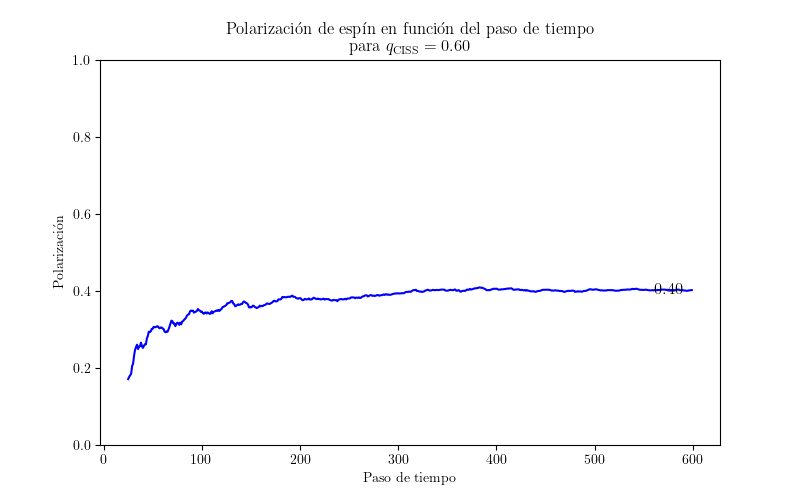 Polarización de espín en función del paso de tiempo
para qCISS = 0.60
1.0
0.8
0.6
0.4
0.2
0.0
Polarización
0.40
0 100 200 300 400 500 600
Paso de tiempo